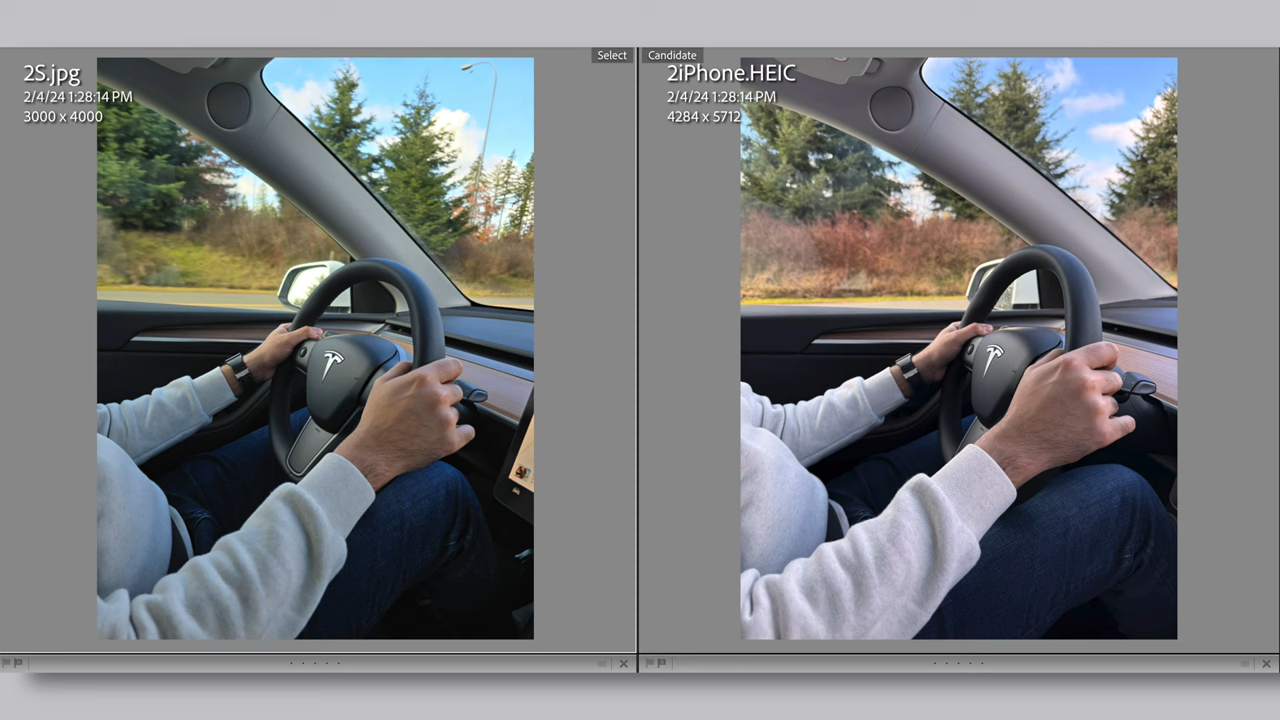 Select
2S.jpg
2/4/24 1:28:14 PM
3000 x 4000
Candidate
2iPhone.HEIC
2/4/24 1:28:14 PM
4284 x 5712